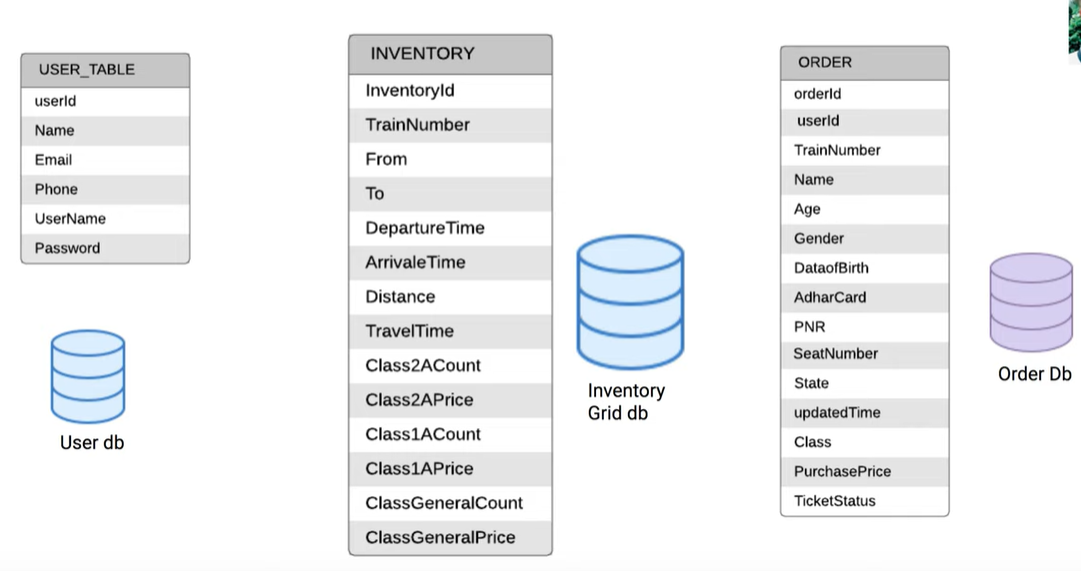 USER_TABLE
userId
Name
Email
Phone
UserName
Password
User db
INVENTORY
InventoryId
TrainNumber
From
To
DepartureTime
ArrivaleTime
Distance
TravelTime
Class2ACount
Class2APrice
Class1ACount
Class1APrice
ClassGeneralCount
ClassGeneralPrice
Inventory
Grid db
ORDER
orderId
userId
TrainNumber
Name
Age
Gender
DataofBirth
AdharCard
PNR
SeatNumber
State
updatedTime
Class
PurchasePrice
TicketStatus
Order Db